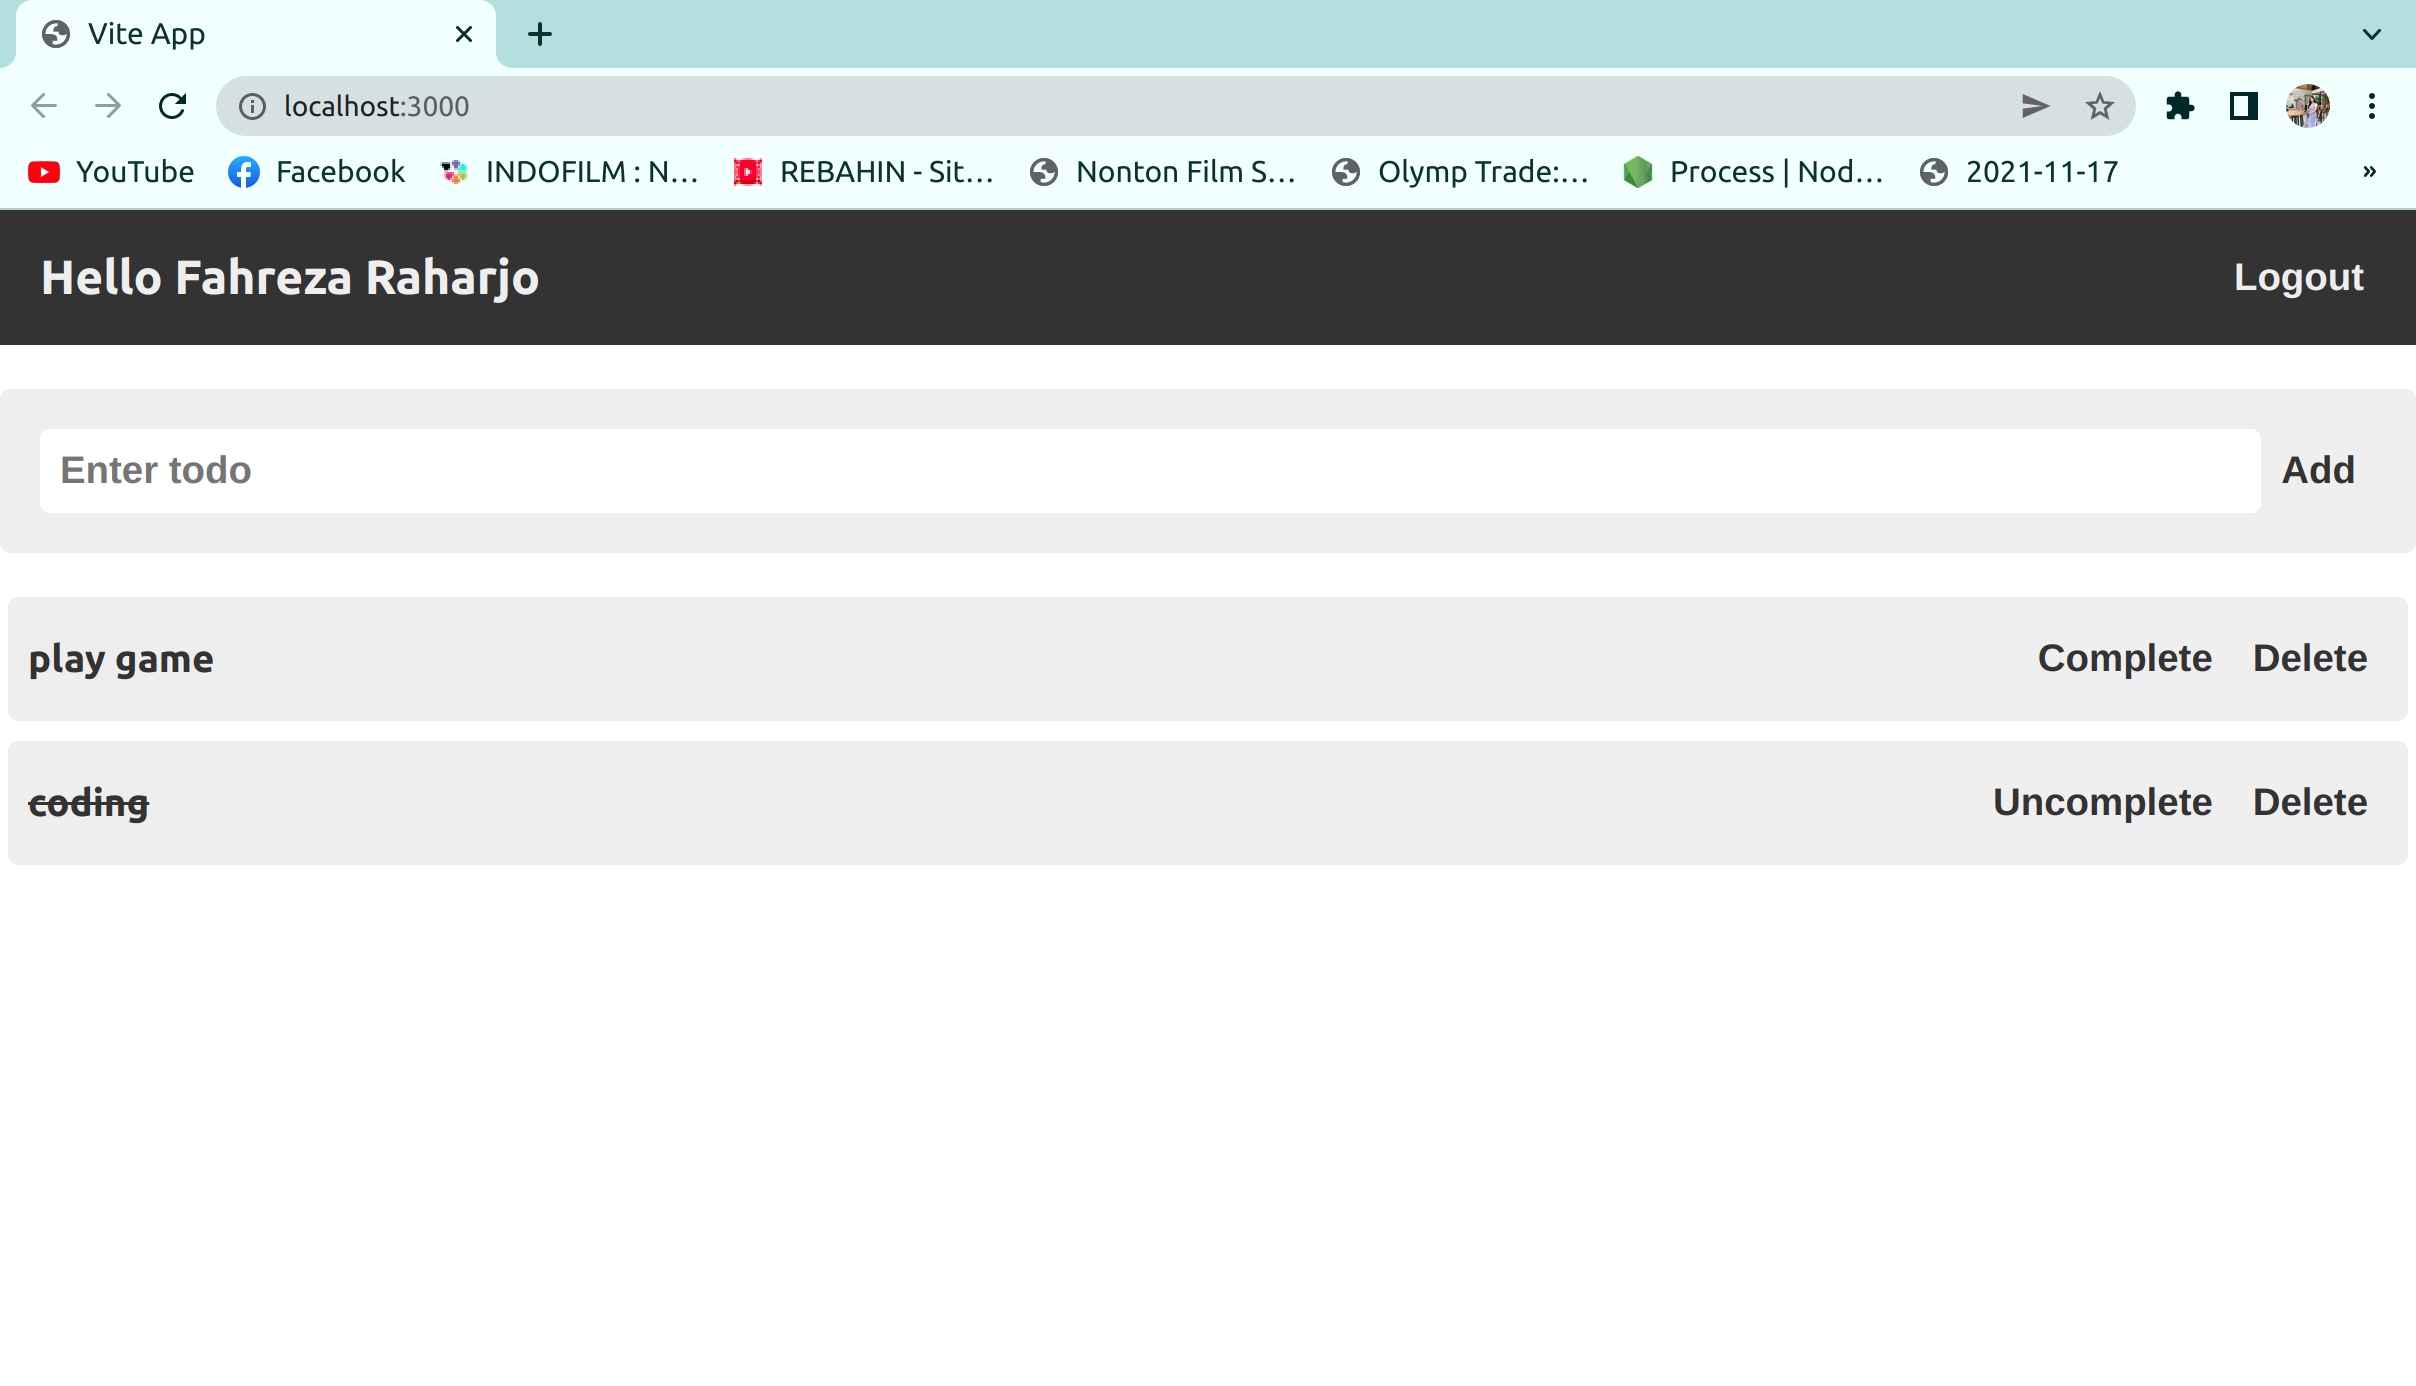 Vite App
localhost:3000
YouTube Facebook INDOFILM : N... REBAHIN - Sit... Nonton Film S... Olymp Trade:... Process | Nod... 2021-11-17 »
Hello Fahreza Raharjo Logout
Enter todo Add
play game Complete Delete
coding Uncomplete Delete